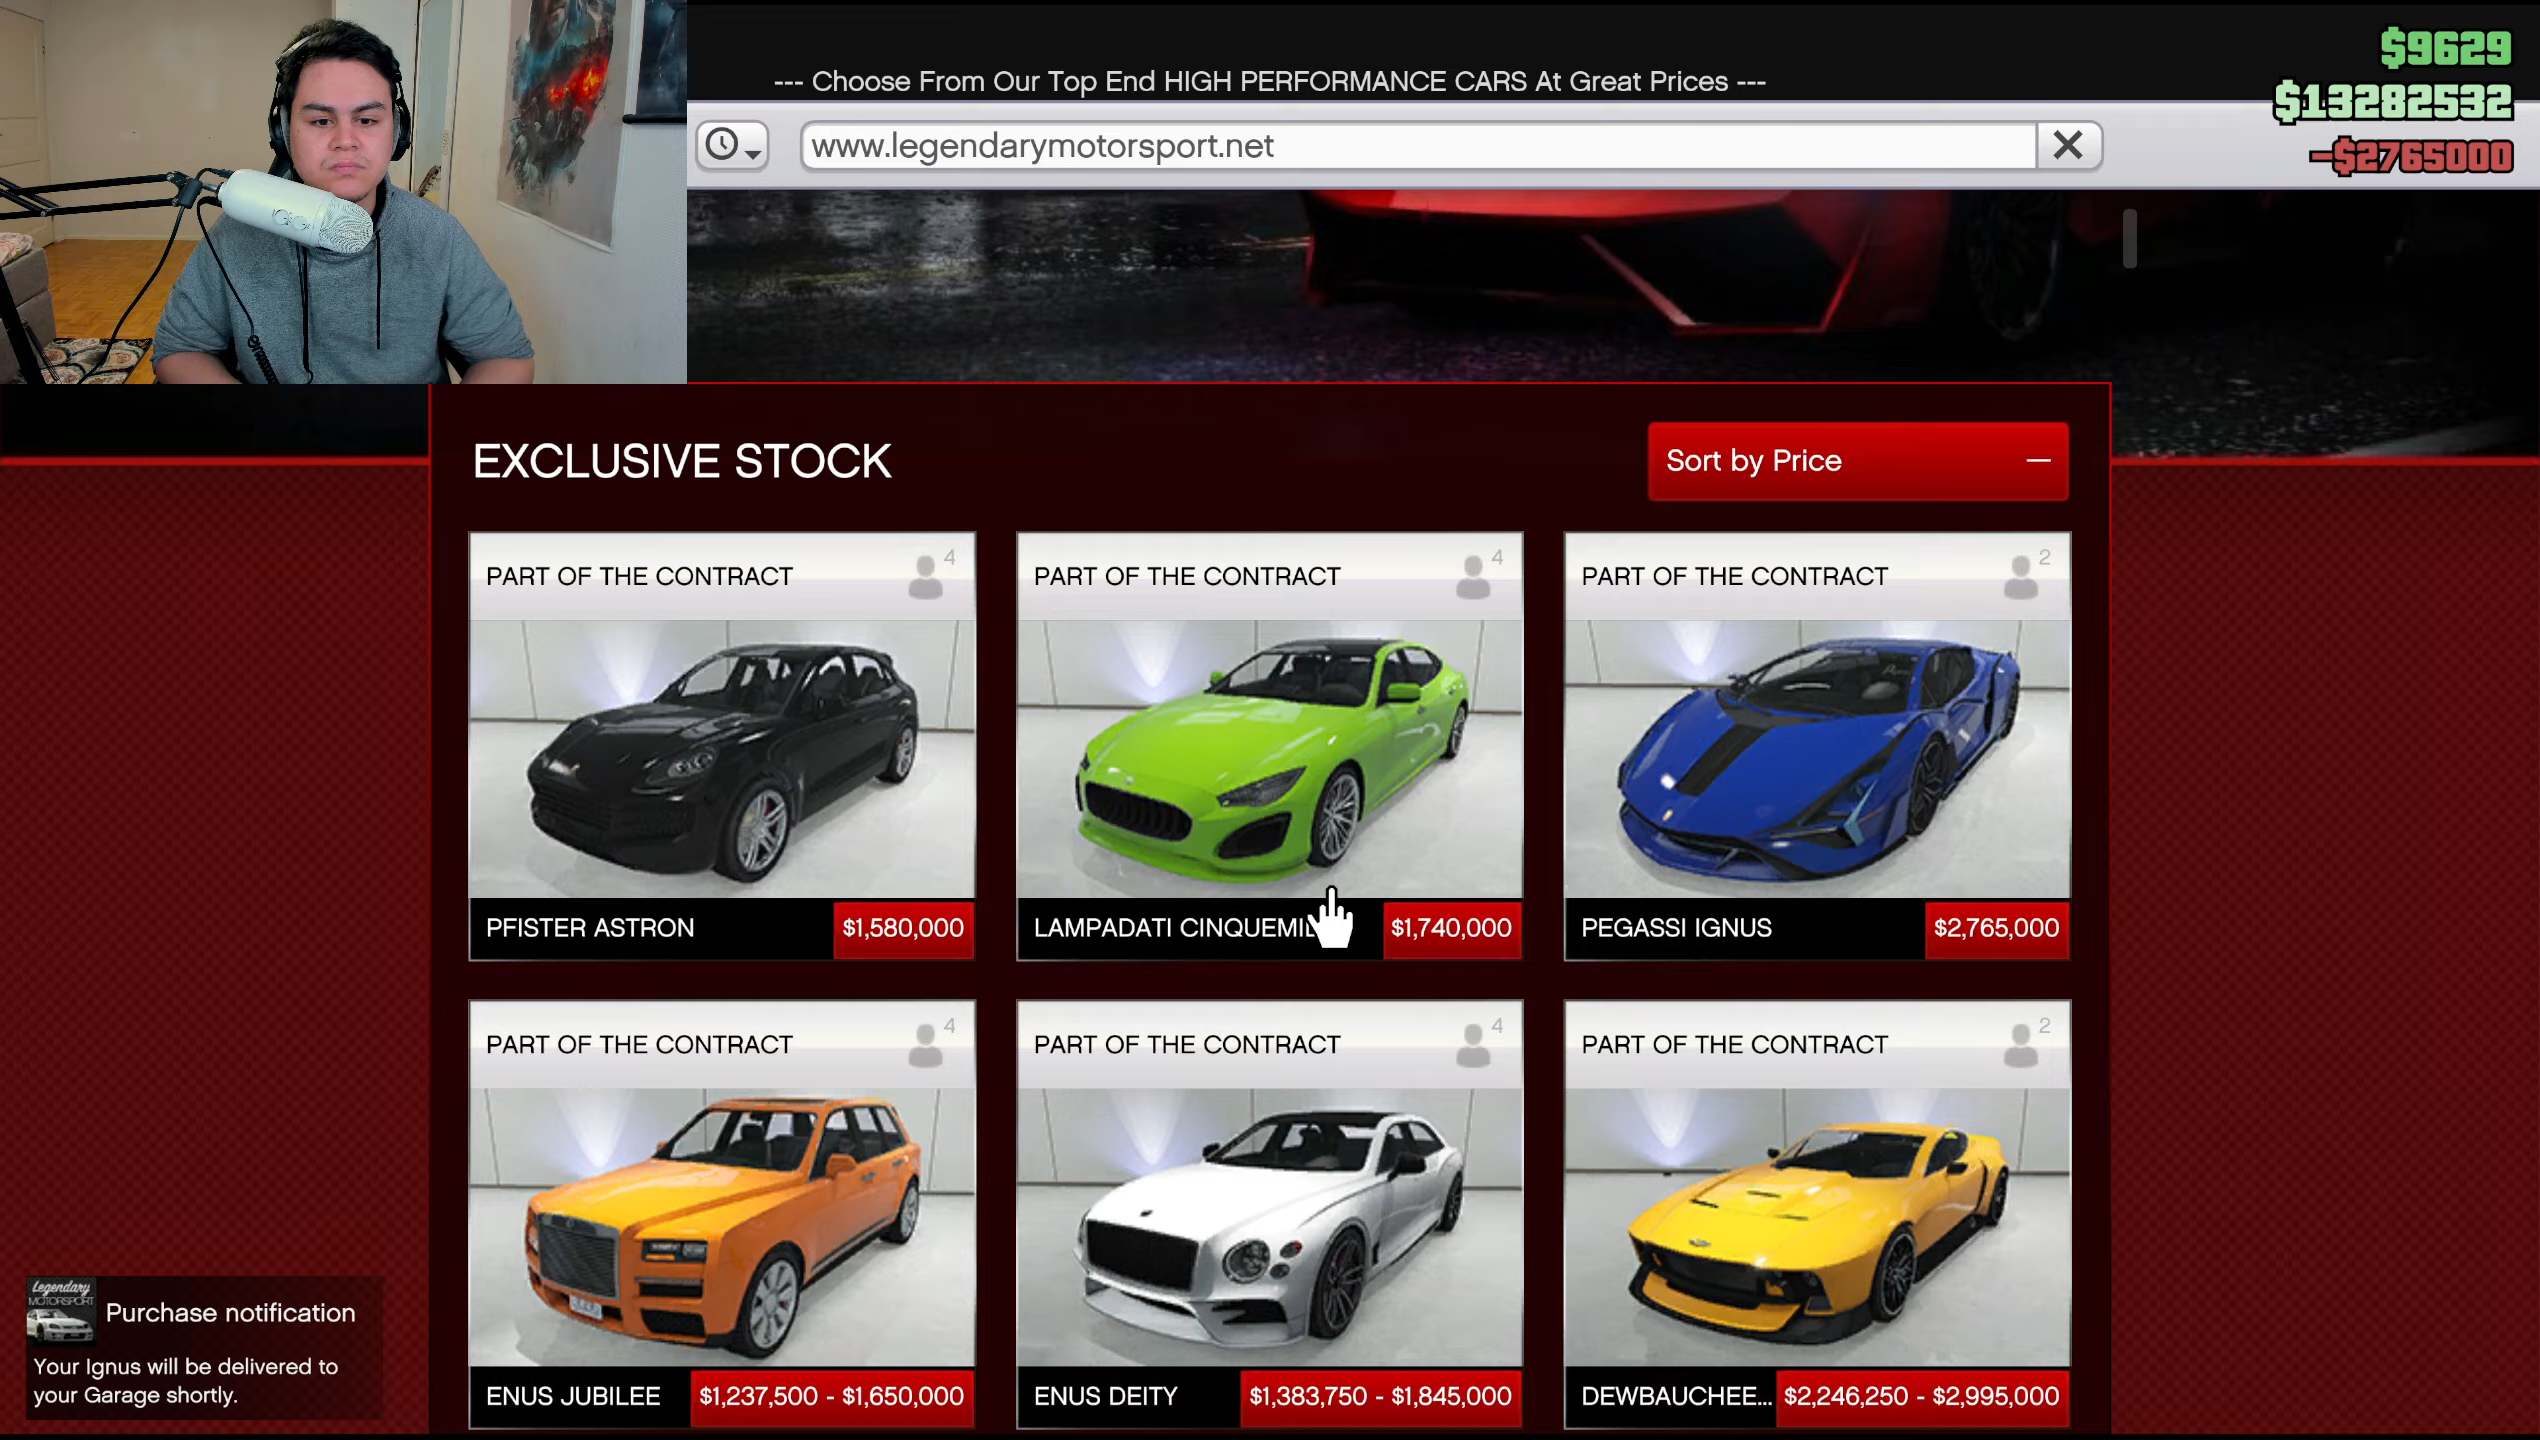 --- Choose From Our Top End HIGH PERFORMANCE CARS At Great Prices ---
www.legendarymotorsport.net
$9629
$13282532
-$2765000
EXCLUSIVE STOCK
Sort by Price
PART OF THE CONTRACT 4
PART OF THE CONTRACT 4
PART OF THE CONTRACT 2
PFISTER ASTRON $1,580,000
LAMPADATI $1,740,000
PEGASSI IGNUS $2,765,000
PART OF THE CONTRACT 4
PART OF THE CONTRACT 4
PART OF THE CONTRACT 2
ENUS JUBILEE $1,237,500 - $1,650,000
ENUS DEITY $1,383,750 - $1,845,000
DEWBAUCHEE... $2,246,250 - $2,995,000
Legendary
MOTORSPORT
Purchase notification
Your Ignus will be delivered to
your Garage shortly.